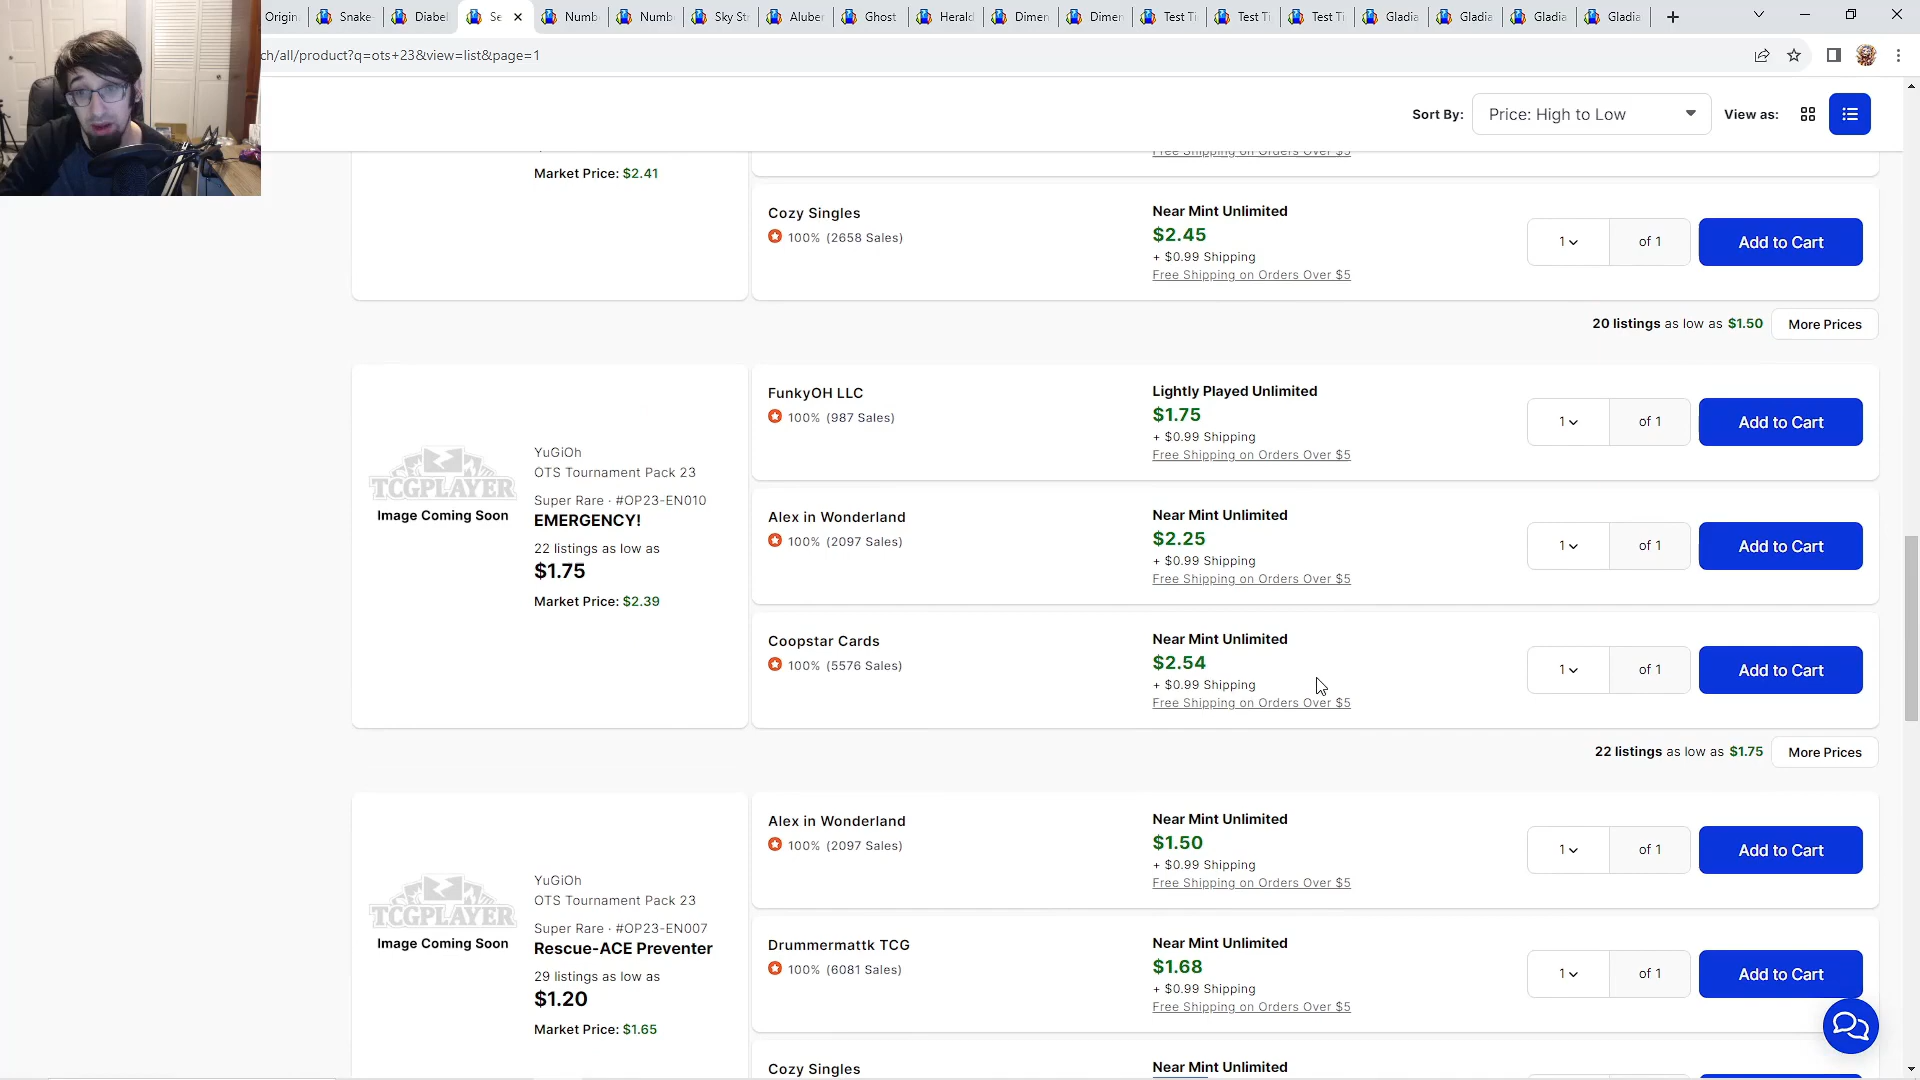 Origin
Snake-
Diabel
Se
Numb
Numb
Sky St
Aluber
Ghost
Herald
Dimen
Dimen
Test Ti
Test Ti
Test Ti
Gladia
Gladia
Gladia
Gladia
ch/all/product?q=ots+23&view=list&page=1
Sort By:
Price: High to Low
View as:
Free Shipping on Orders Over $5
Market Price: $2.41
Cozy Singles
100% (2658 Sales)
Near Mint Unlimited
$2.45
+ $0.99 Shipping
Free Shipping on Orders Over $5
1
of 1
Add to Cart
20 listings as low as $1.50
More Prices
TCGPLAYER
Image Coming Soon
YuGiOh
OTS Tournament Pack 23
Super Rare · #OP23-EN010
EMERGENCY!
22 listings as low as
$1.75
Market Price: $2.39
FunkyOH LLC
100% (987 Sales)
Lightly Played Unlimited
$1.75
+ $0.99 Shipping
Free Shipping on Orders Over $5
1
of 1
Add to Cart
Alex in Wonderland
100% (2097 Sales)
Near Mint Unlimited
$2.25
+ $0.99 Shipping
Free Shipping on Orders Over $5
1
of 1
Add to Cart
Coopstar Cards
100% (5576 Sales)
Near Mint Unlimited
$2.54
+ $0.99 Shipping
Free Shipping on Orders Over $5
1
of 1
Add to Cart
22 listings as low as $1.75
More Prices
TCGPLAYER
Image Coming Soon
YuGiOh
OTS Tournament Pack 23
Super Rare · #OP23-EN007
Rescue-ACE Preventer
29 listings as low as
$1.20
Market Price: $1.65
Alex in Wonderland
100% (2097 Sales)
Near Mint Unlimited
$1.50
+ $0.99 Shipping
Free Shipping on Orders Over $5
1
of 1
Add to Cart
Drummermattk TCG
100% (6081 Sales)
Near Mint Unlimited
$1.68
+ $0.99 Shipping
Free Shipping on Orders Over $5
1
of 1
Add to Cart
Cozy Singles
Near Mint Unlimited